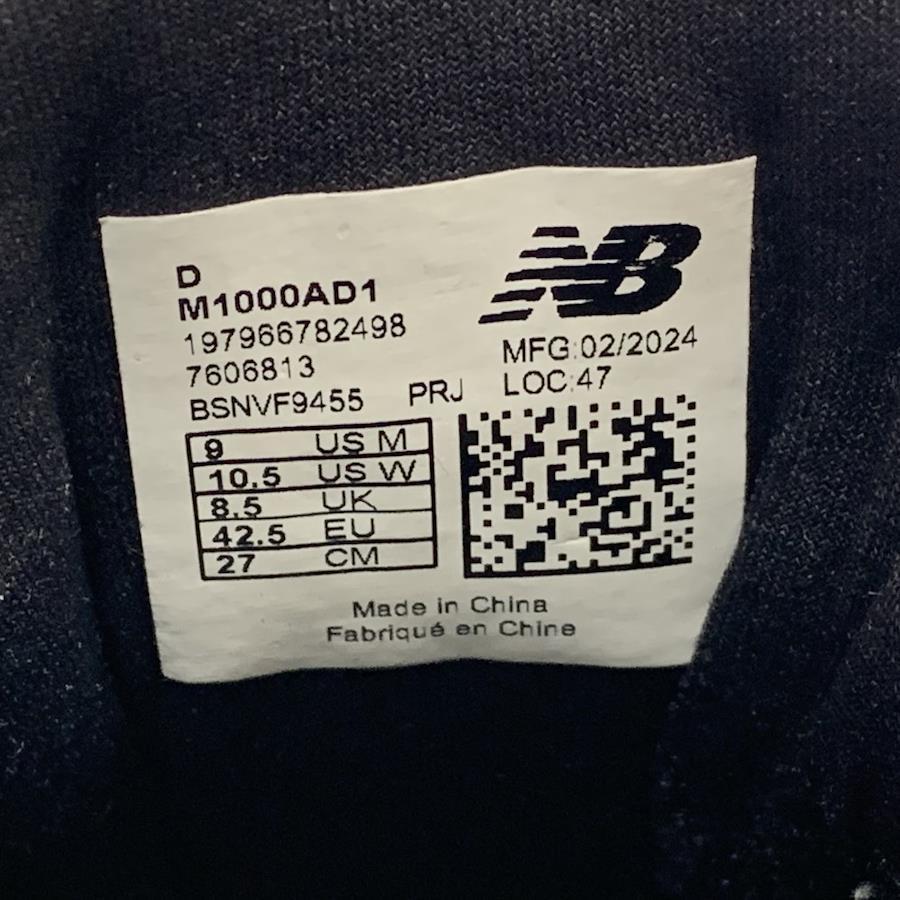 D
M1000AD1
197966782498
7606813
BSNVF9455 PRJ
NB
MFG:02/2024
LOC:47
9 US M
10.5 US W
8.5 UK
42.5 EU
27 CM
Made in China
Fabriqué en Chine